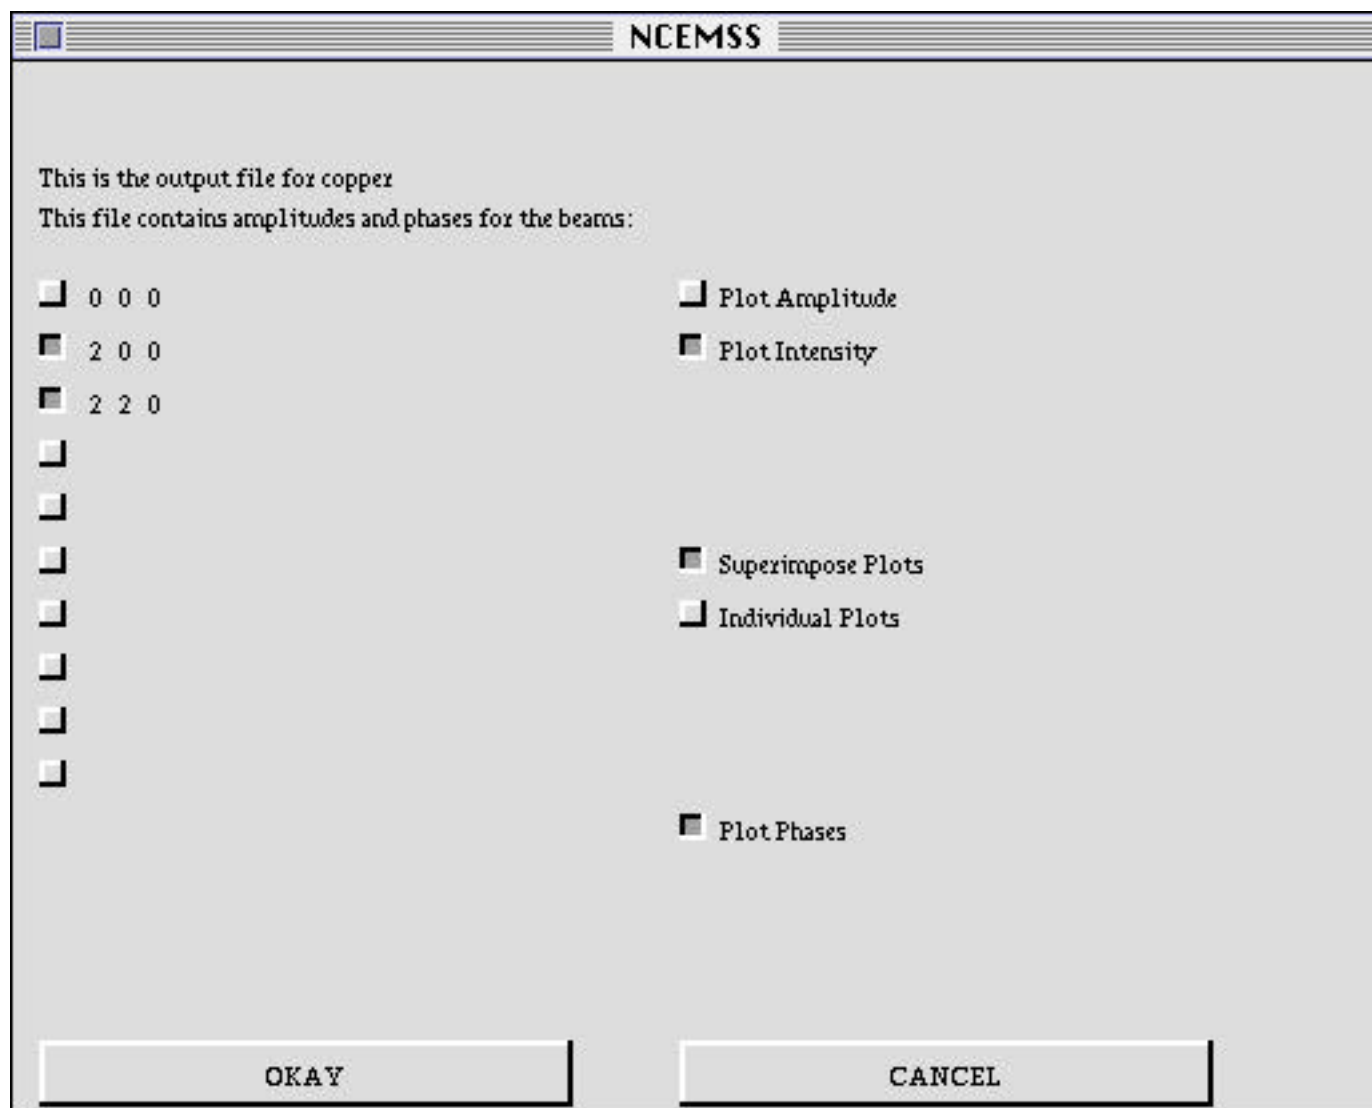 NCEMSS
This is the output file for copper
This file contains amplitudes and phases for the beams:
0 0 0
Plot Amplitude
2 0 0
Plot Intensity
2 2 0
Superimpose Plots
Individual Plots
Plot Phases
OKAY
CANCEL